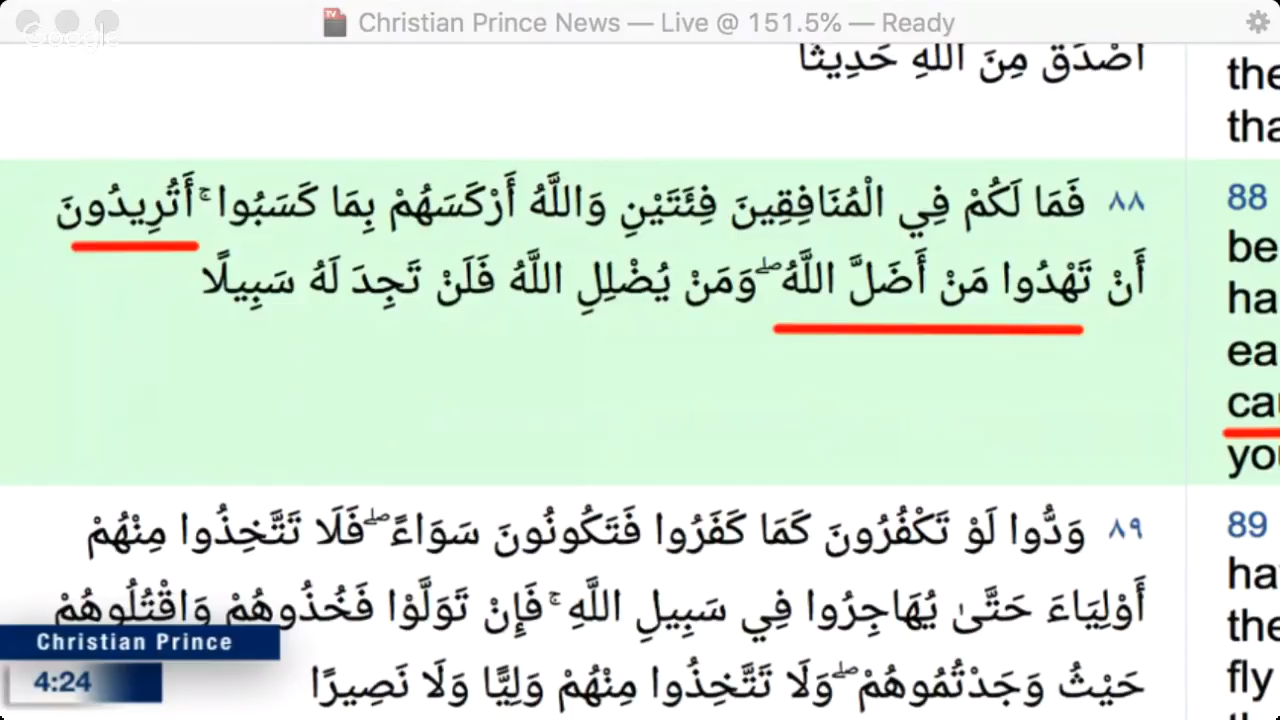 Christian Prince News — Live @ 151.5% — Ready
Google
أَصْدَقُ مِنَ اللَّهِ حَدِيثًا
the
tha
٨٨ فَمَا لَكُمْ فِي الْمُنَافِقِينَ فِئَتَيْنِ وَاللَّهُ أَرْكَسَهُمْ بِمَا كَسَبُوا ۚ أَتُرِيدُونَ
أَنْ تَهْدُوا مَنْ أَضَلَّ اللَّهُ ۖ وَمَنْ يُضْلِلِ اللَّهُ فَلَنْ تَجِدَ لَهُ سَبِيلًا
88
be
ha
ea
ca
you
٨٩ وَدُّوا لَوْ تَكْفُرُونَ كَمَا كَفَرُوا فَتَكُونُونَ سَوَاءً ۖ فَلَا تَتَّخِذُوا مِنْهُمْ
أَوْلِيَاءَ حَتَّىٰ يُهَاجِرُوا فِي سَبِيلِ اللَّهِ ۚ فَإِنْ تَوَلَّوْا فَخُذُوهُمْ وَاقْتُلُوهُمْ
حَيْثُ وَجَدْتُمُوهُمْ ۖ وَلَا تَتَّخِذُوا مِنْهُمْ وَلِيًّا وَلَا نَصِيرًا
89
ha
the
fly
Christian Prince
4:24